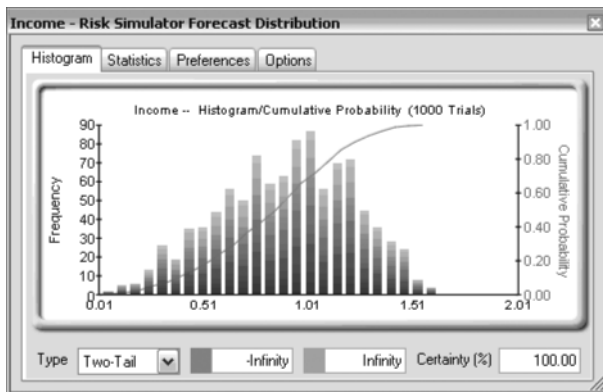 Income - Risk Simulator Forecast Distribution
Histogram Statistics Preferences Options
Income -- Histogram/Cumulative Probability (1000 Trials)
Frequency
90
80
70
60
50
40
30
20
10
0
0.01 0.51 1.01 1.51 2.01
1.00
0.80
0.60
0.40
0.20
0.00
Cumulative Probability
Type Two-Tail -Infinity Infinity Certainty (%) 100.00